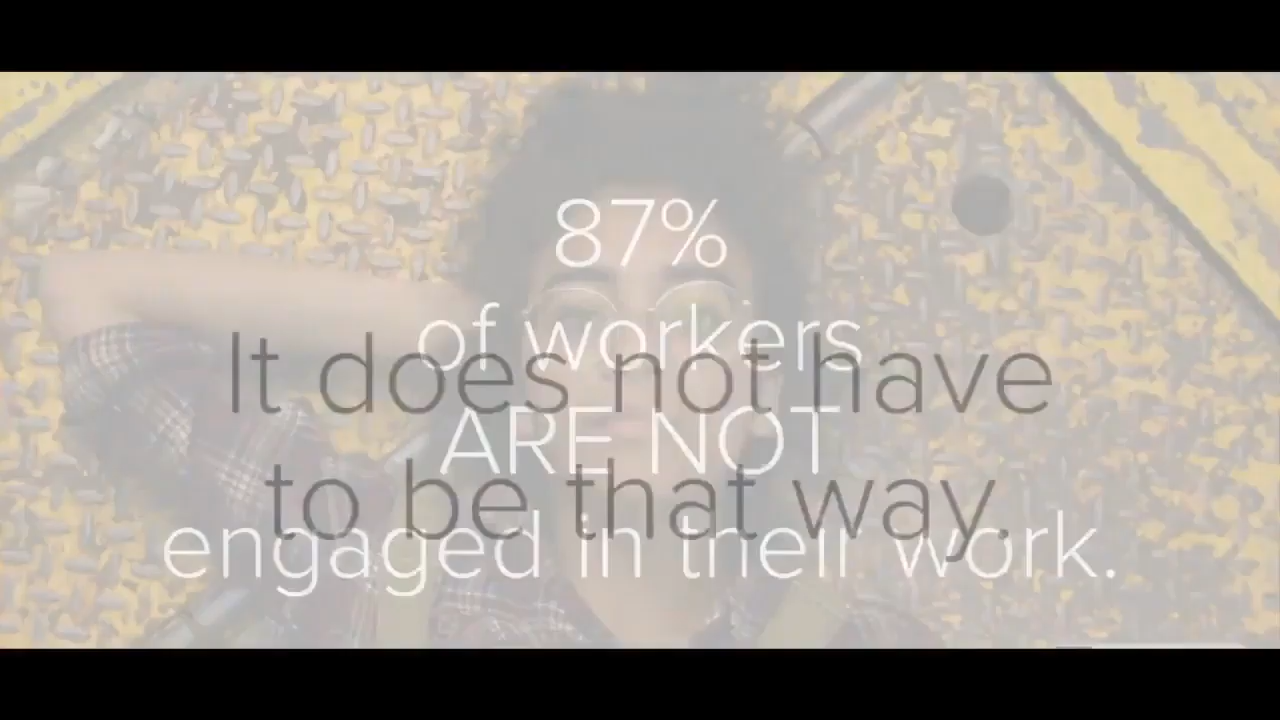 87%
of workers
ARE NOT
engaged in their work.
It does not have
to be that way.